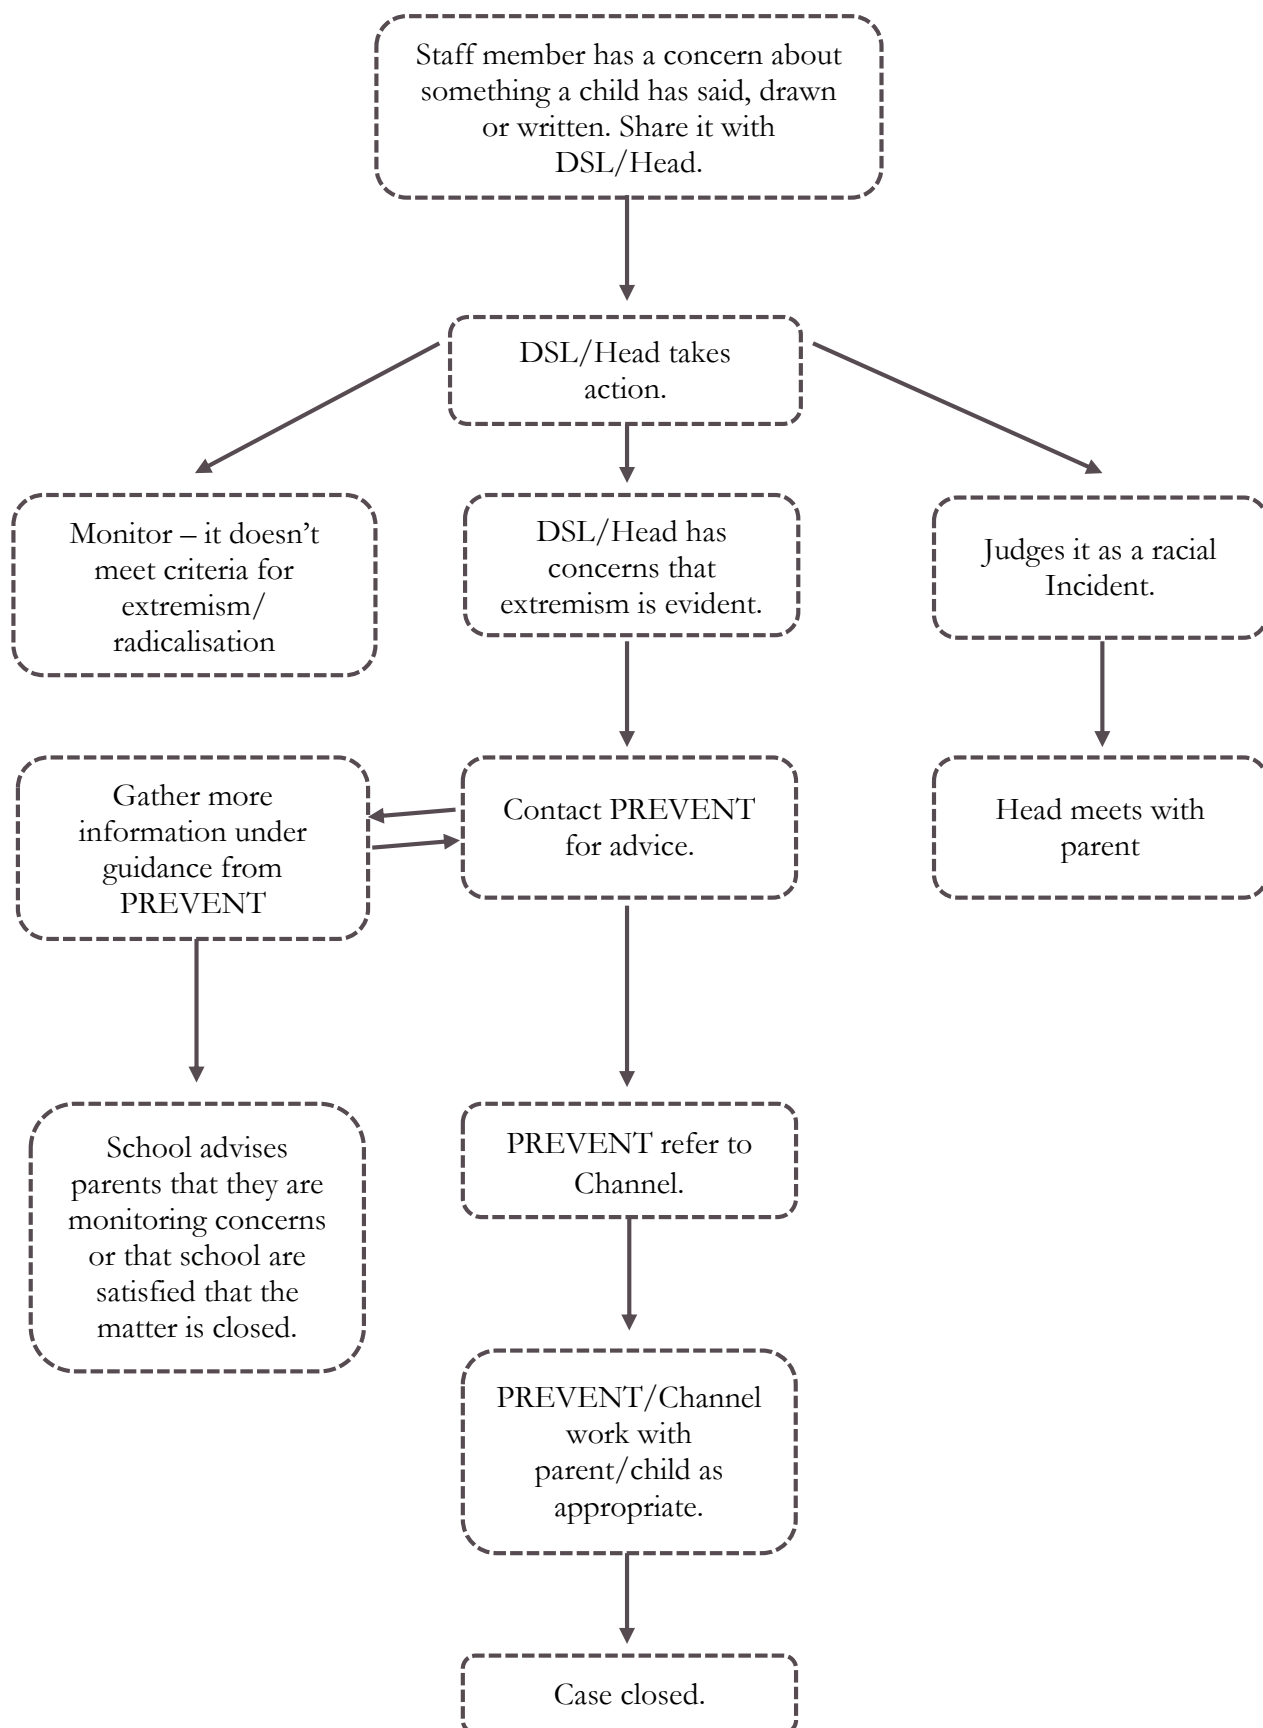 Staff member has a concern about
something a child has said, drawn
or written. Share it with
DSL/Head.
DSL/Head takes
action.
Monitor – it doesn’t
meet criteria for
extremism/
radicalisation
DSL/Head has
concerns that
extremism is evident.
Judges it as a racial
Incident.
Gather more
information under
guidance from
PREVENT
Contact PREVENT
for advice.
Head meets with
parent
School advises
parents that they are
monitoring concerns
or that school are
satisfied that the
matter is closed.
PREVENT refer to
Channel.
PREVENT/Channel
work with
parent/child as
appropriate.
Case closed.